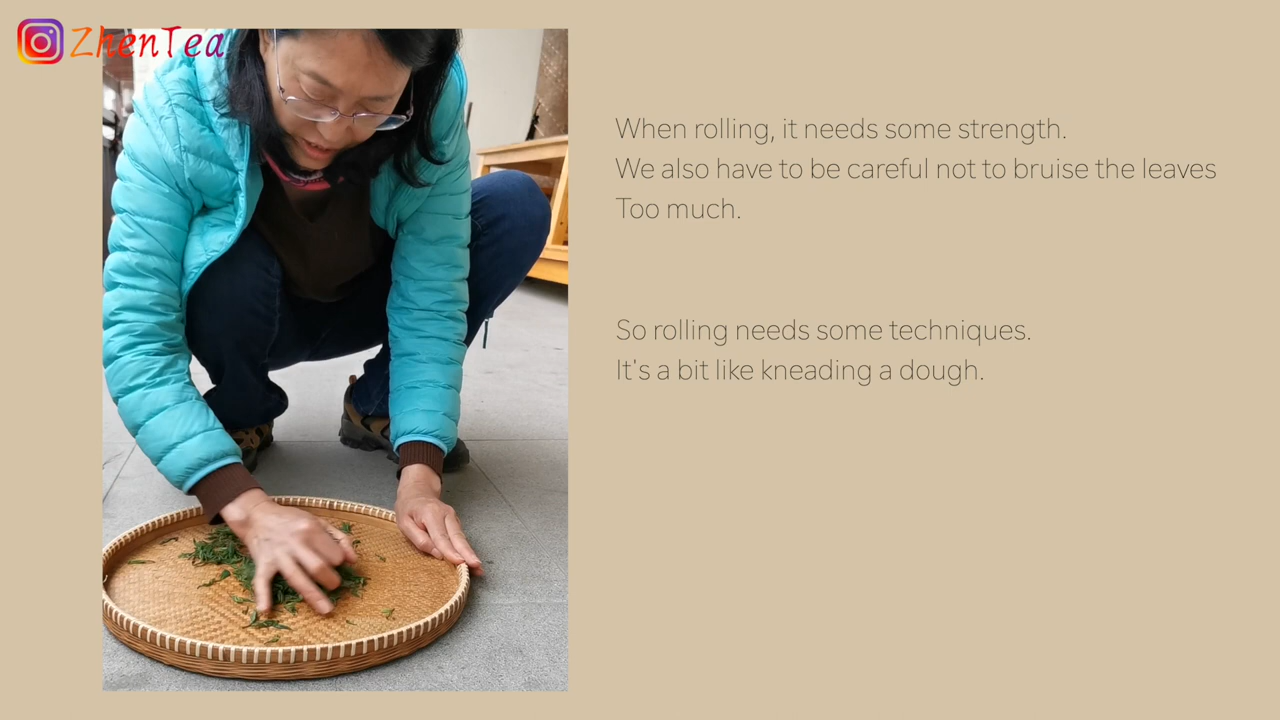 ZhenTea
When rolling, it needs some strength.
We also have to be careful not to bruise the leaves
Too much.
So rolling needs some techniques.
It's a bit like kneading a dough.